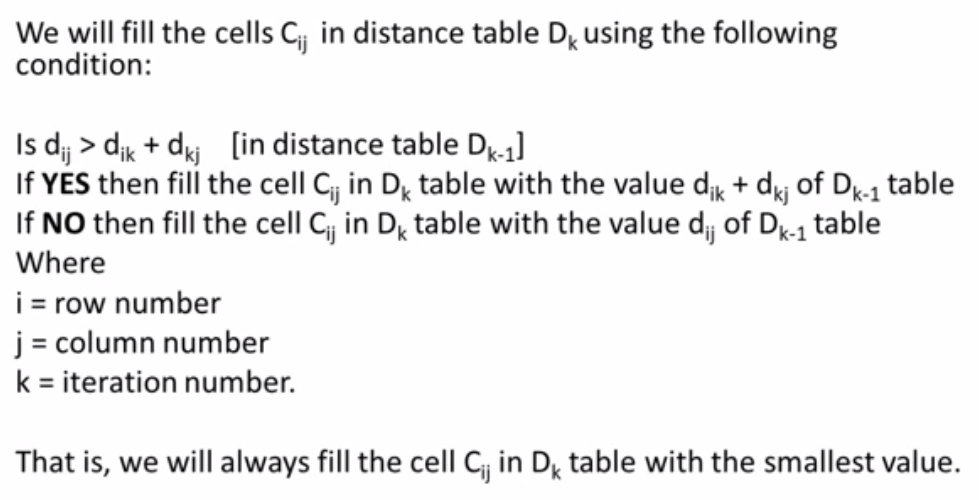 We will fill the cells Cij in distance table Dk using the following
condition:
Is dij > dik + dkj [in distance table Dk-1]
If YES then fill the cell Cij in Dk table with the value dik + dkj of Dk-1 table
If NO then fill the cell Cij in Dk table with the value dij of Dk-1 table
Where
i = row number
j = column number
k = iteration number.
That is, we will always fill the cell Cij in Dk table with the smallest value.